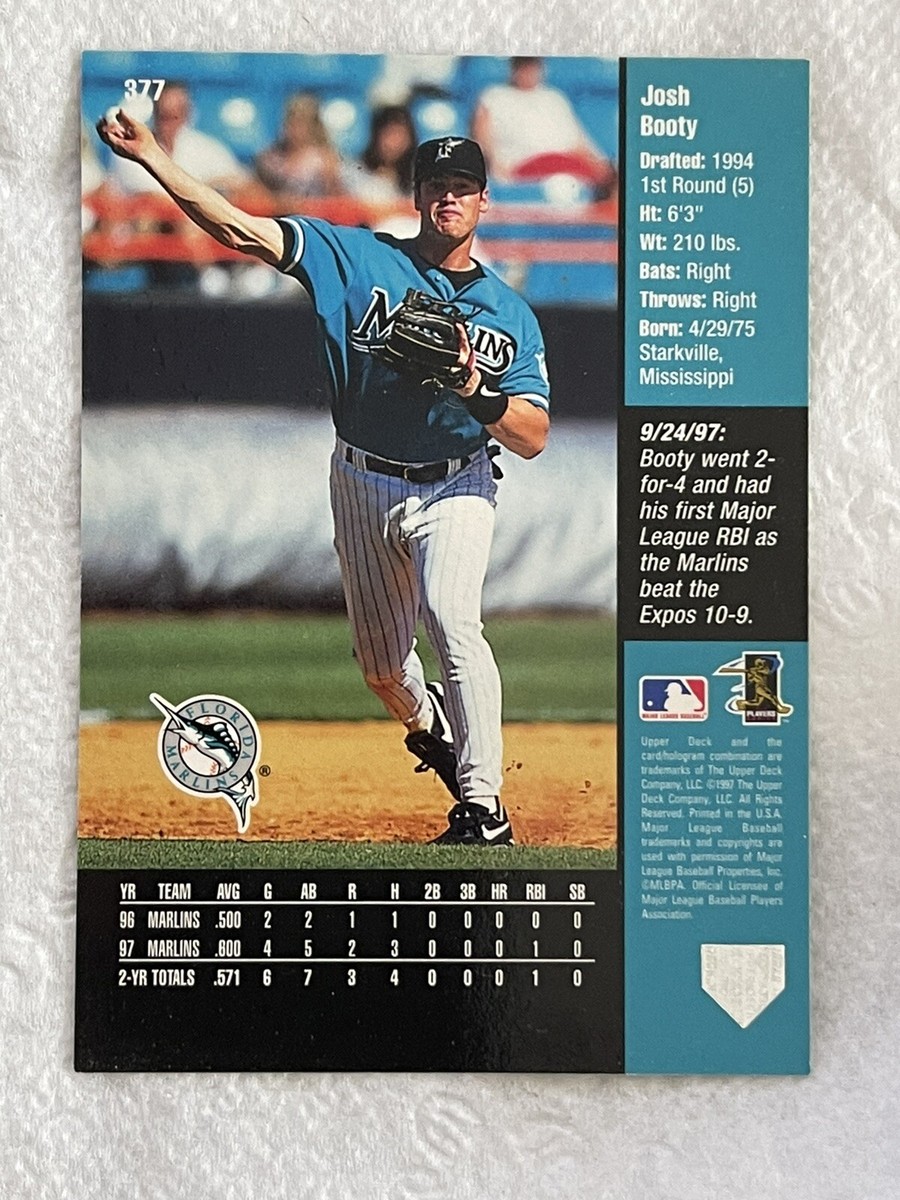 377
MARLINS
FLORIDA
MARLINS
®
Josh
Booty
Drafted: 1994
1st Round (5)
Ht: 6'3"
Wt: 210 lbs.
Bats: Right
Throws: Right
Born: 4/29/75
Starkville,
Mississippi
9/24/97:
Booty went 2-
for-4 and had
his first Major
League RBI as
the Marlins
beat the
Expos 10-9.
MAJOR LEAGUE BASEBALL
PLAYERS
Upper Deck and the
card/hologram combination are
trademarks of The Upper Deck
Company, LLC. ©1997 The Upper
Deck Company, LLC. All Rights
Reserved. Printed in the U.S.A.
Major League Baseball
trademarks and copyrights are
used with permission of Major
League Baseball Properties, Inc.
©MLBPA. Official Licensee of
Major League Baseball Players
Association.
YR TEAM AVG G AB R H 2B 3B HR RBI SB
96 MARLINS .500 2 2 1 1 0 0 0 0 0
97 MARLINS .600 4 5 2 3 0 0 0 1 0
2-YR TOTALS .571 6 7 3 4 0 0 0 1 0